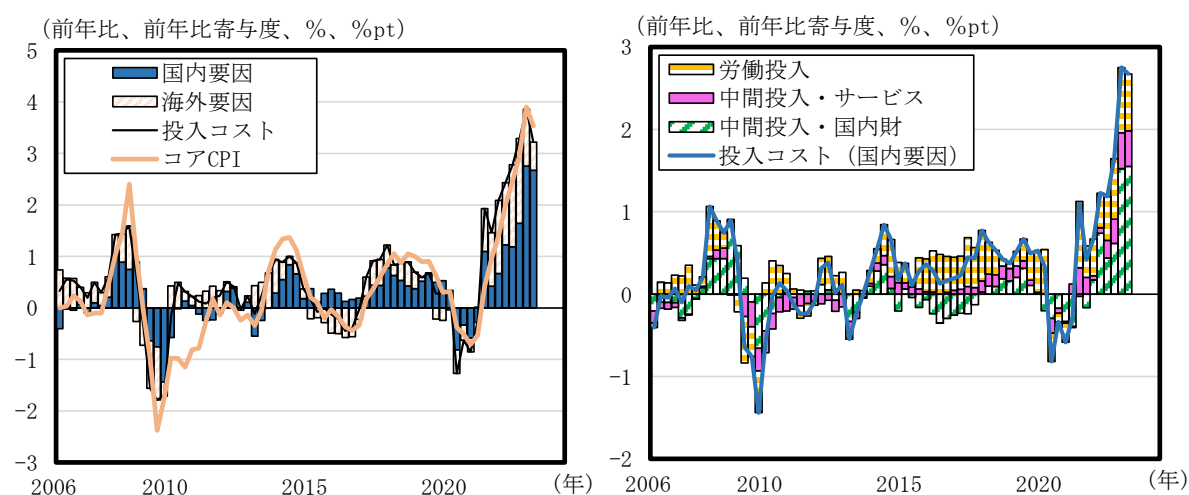 (前年比、前年比寄与度、%、%pt)
5
4
3
2
1
0
-1
-2
-3
国内要因
海外要因
投入コスト
コアCPI
2006
2010
2015
2020
(年)
(前年比、前年比寄与度、%、%pt)
3
2
1
0
-1
-2
労働投入
中間投入・サービス
中間投入・国内財
投入コスト(国内要因)
2006
2010
2015
2020
(年)